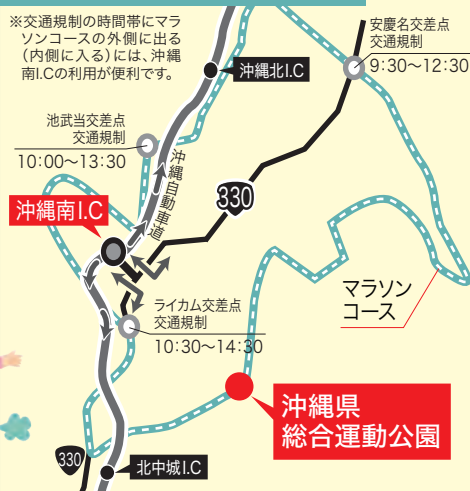 ※交通規制の時間帯にマラ
ソンコースの外側に出る
(内側に入る)には、沖縄
南I.Cの利用が便利です。
安慶名交差点
交通規制
9:30〜12:30
沖縄北I.C
池武当交差点
交通規制
10:00〜13:30
沖縄自動車道
330
沖縄南I.C
マラソン
コース
ライカム交差点
交通規制
10:30〜14:30
沖縄県
総合運動公園
330
北中城I.C